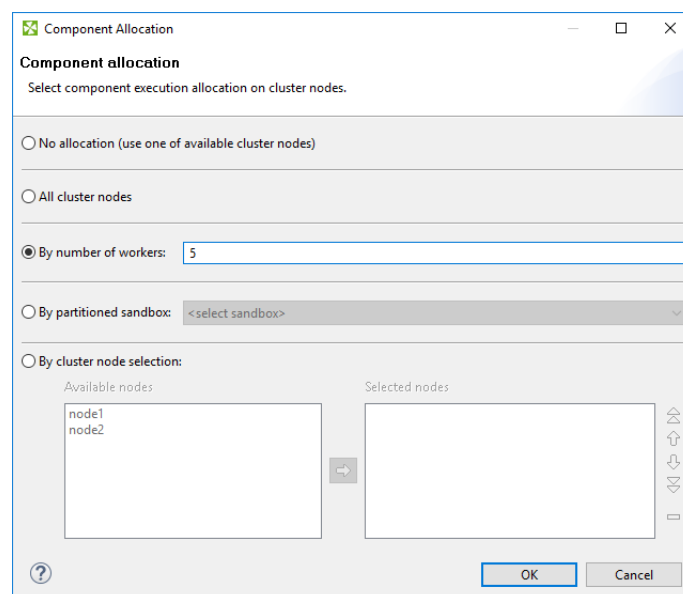 Component Allocation
Component allocation
Select component execution allocation on cluster nodes.
No allocation (use one of available cluster nodes)
All cluster nodes
By number of workers: 5
By partitioned sandbox: <select sandbox>
By cluster node selection:
Available nodes Selected nodes
node1
node2
?
OK Cancel